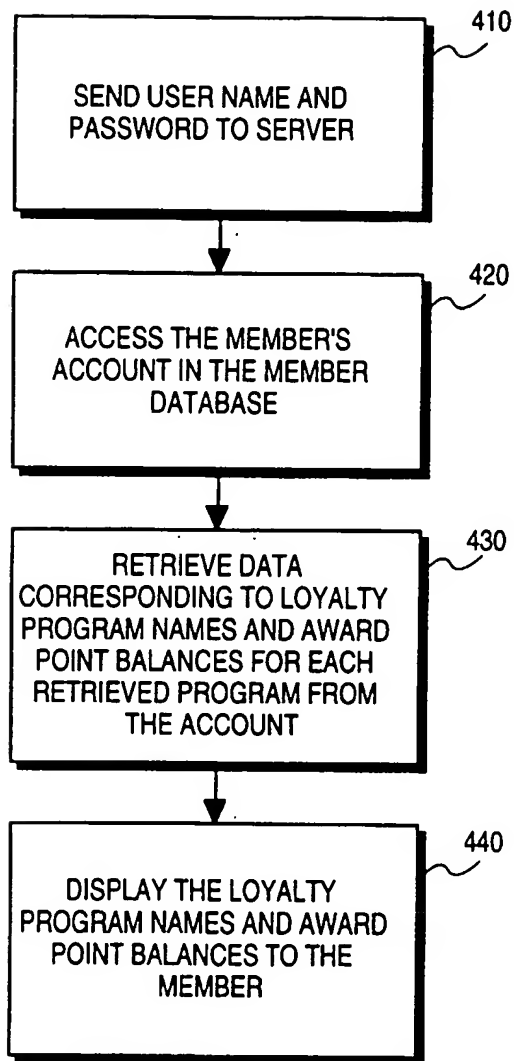 410
SEND USER NAME AND
PASSWORD TO SERVER
420
ACCESS THE MEMBER'S
ACCOUNT IN THE MEMBER
DATABASE
430
RETRIEVE DATA
CORRESPONDING TO LOYALTY
PROGRAM NAMES AND AWARD
POINT BALANCES FOR EACH
RETRIEVED PROGRAM FROM
THE ACCOUNT
440
DISPLAY THE LOYALTY
PROGRAM NAMES AND AWARD
POINT BALANCES TO THE
MEMBER